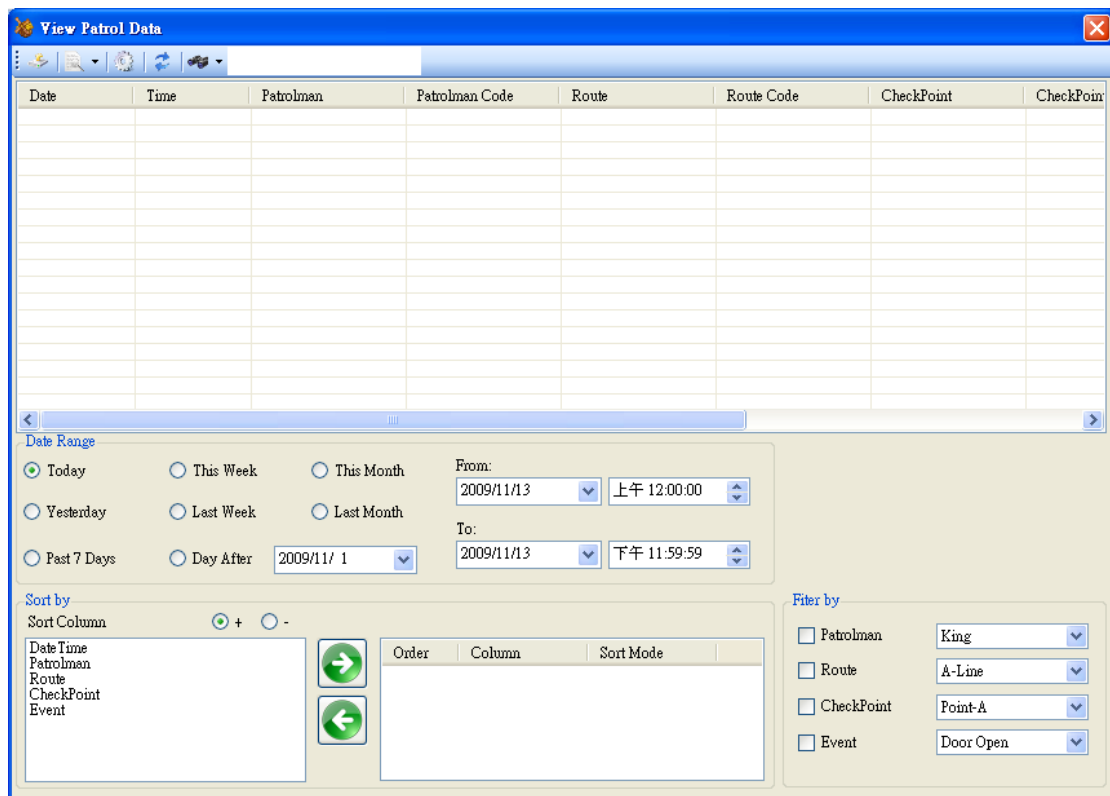 View Patrol Data
Date Time Patrolman Patrolman Code Route Route Code CheckPoint CheckPoin
Date Range
Today This Week This Month
Yesterday Last Week Last Month
Past 7 Days Day After 2009/11/ 1
From:
2009/11/13 上午 12:00:00
To:
2009/11/13 下午 11:59:59
Sort by
Sort Column + -
DateTime
Patrolman
Route
CheckPoint
Event
Order Column Sort Mode
Fiter by
Patrolman King
Route A-Line
CheckPoint Point-A
Event Door Open